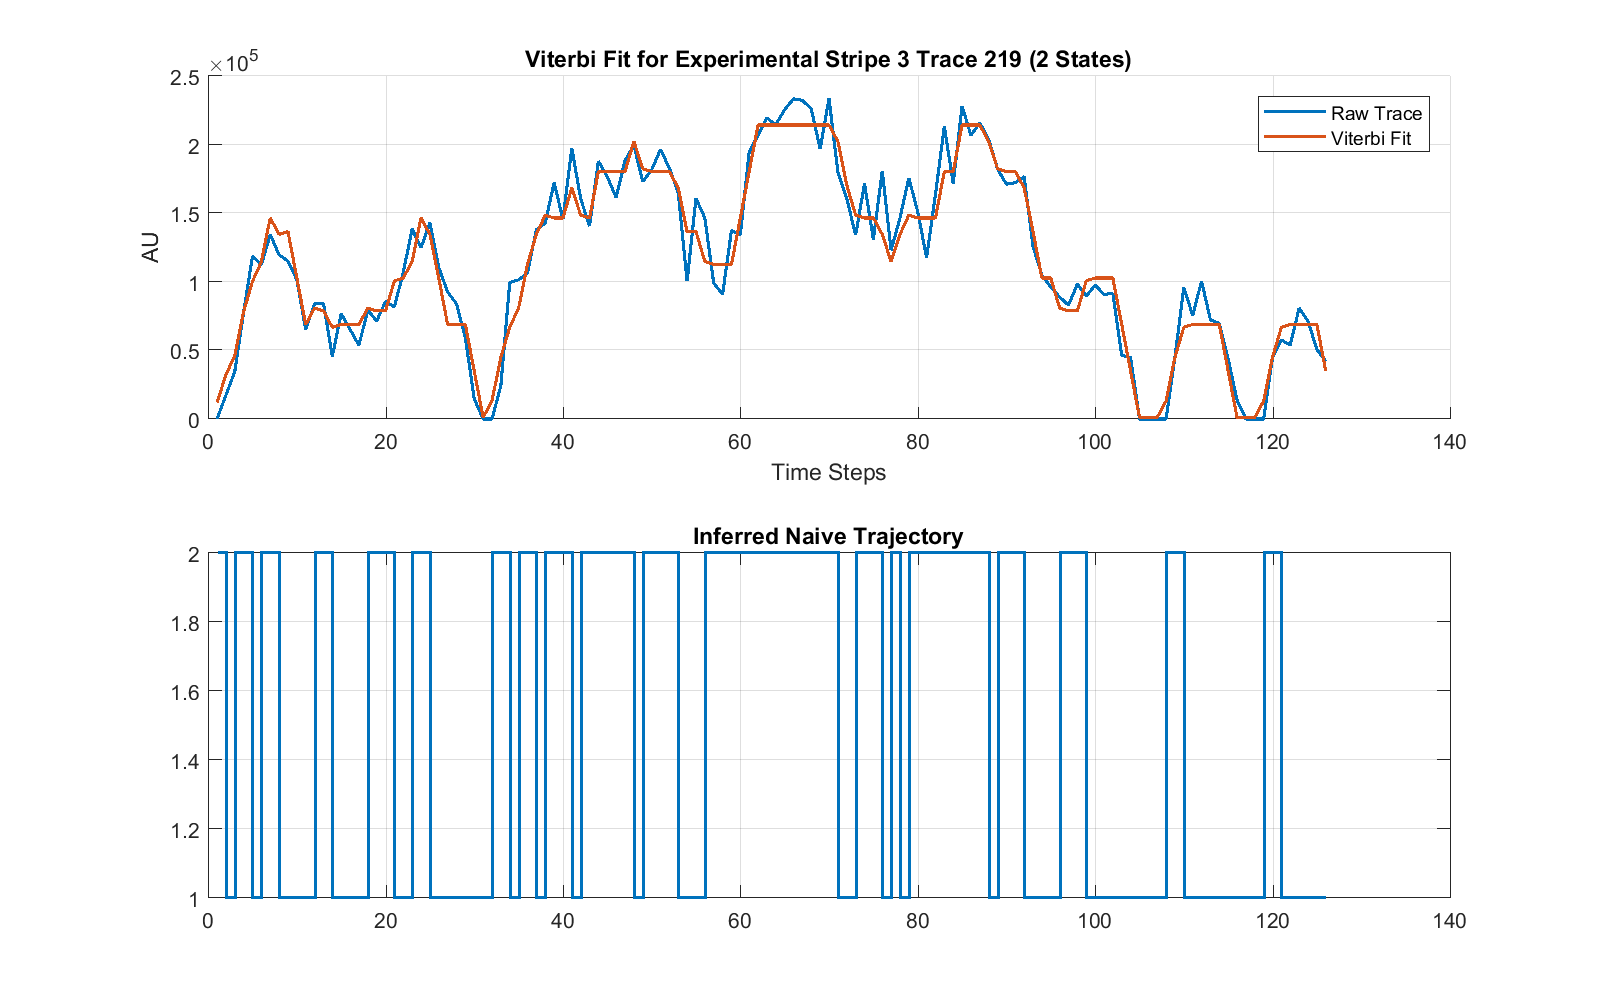 Viterbi Fit for Experimental Stripe 3 Trace 219 (2 States)
×10^5
2.5
2
1.5
1
0.5
0
AU
Raw Trace
Viterbi Fit
0 20 40 60 80 100 120 140
Time Steps
Inferred Naive Trajectory
2
1.8
1.6
1.4
1.2
1
0 20 40 60 80 100 120 140